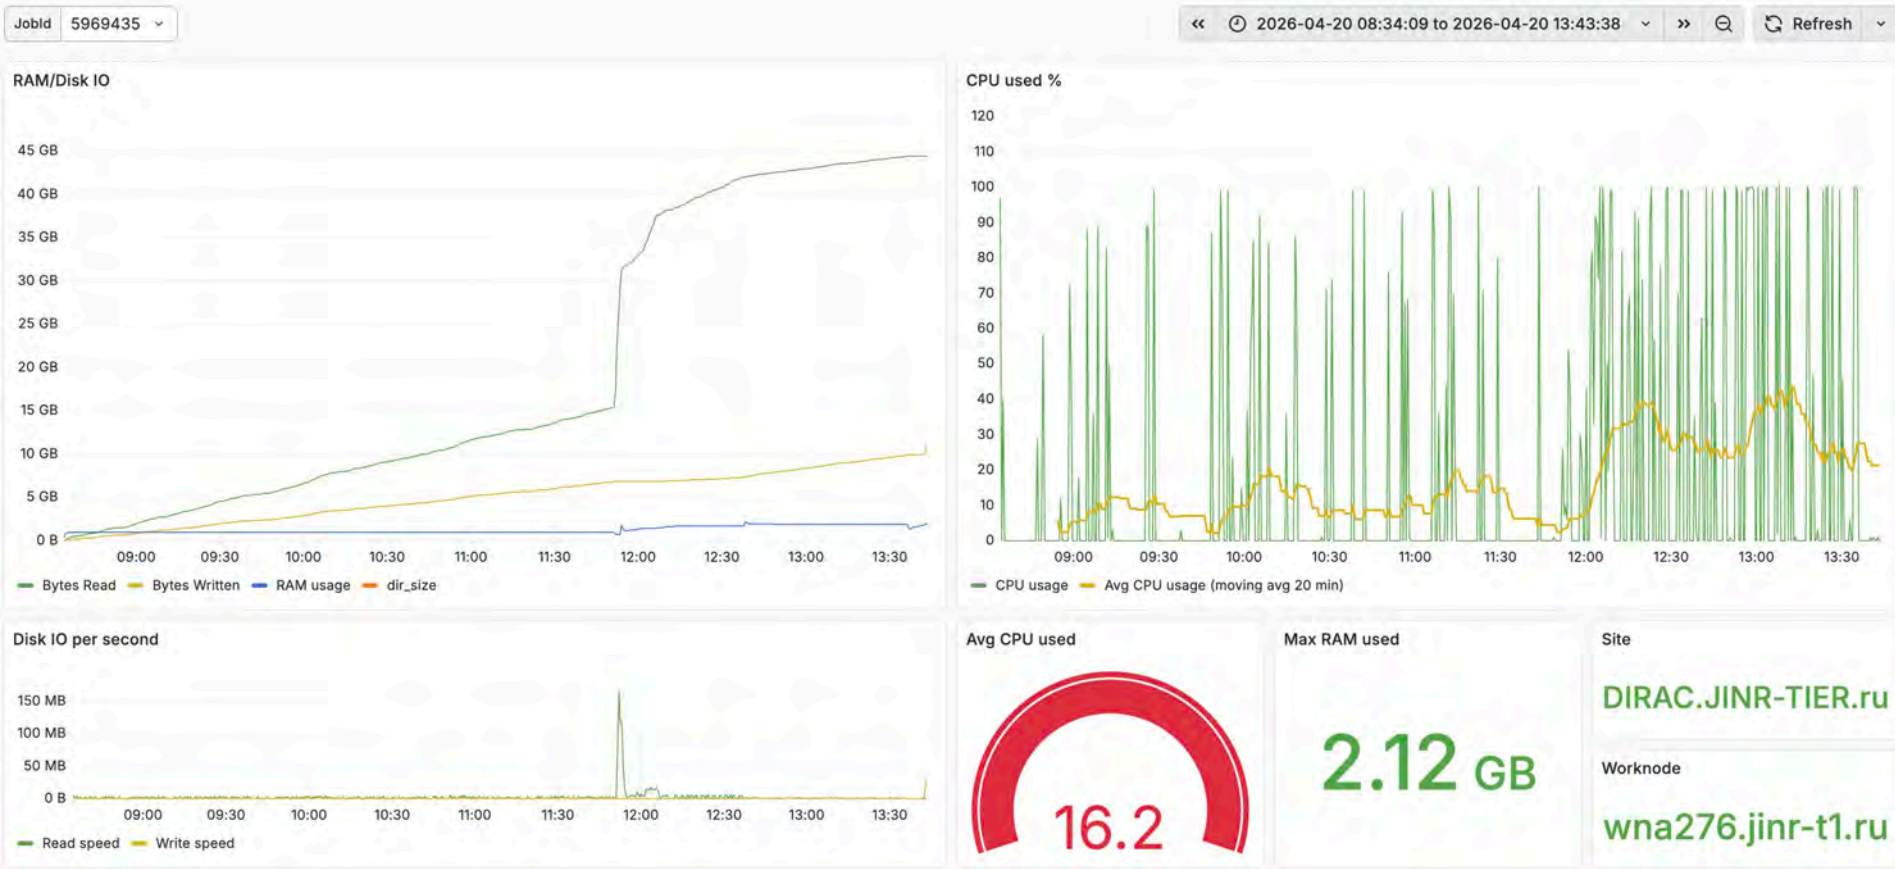 JobId 5969435
2026-04-20 08:34:09 to 2026-04-20 13:43:38 Refresh
RAM/Disk IO
45 GB
40 GB
35 GB
30 GB
25 GB
20 GB
15 GB
10 GB
5 GB
0 B
09:00 09:30 10:00 10:30 11:00 11:30 12:00 12:30 13:00 13:30
Bytes Read Bytes Written RAM usage dir_size
CPU used %
120
110
100
90
80
70
60
50
40
30
20
10
0
09:00 09:30 10:00 10:30 11:00 11:30 12:00 12:30 13:00 13:30
CPU usage Avg CPU usage (moving avg 20 min)
Disk IO per second
150 MB
100 MB
50 MB
0 B
09:00 09:30 10:00 10:30 11:00 11:30 12:00 12:30 13:00 13:30
Read speed Write speed
Avg CPU used
16.2
Max RAM used
2.12 GB
Site
DIRAC.JINR-TIER.ru
Worknode
wna276.jinr-t1.ru